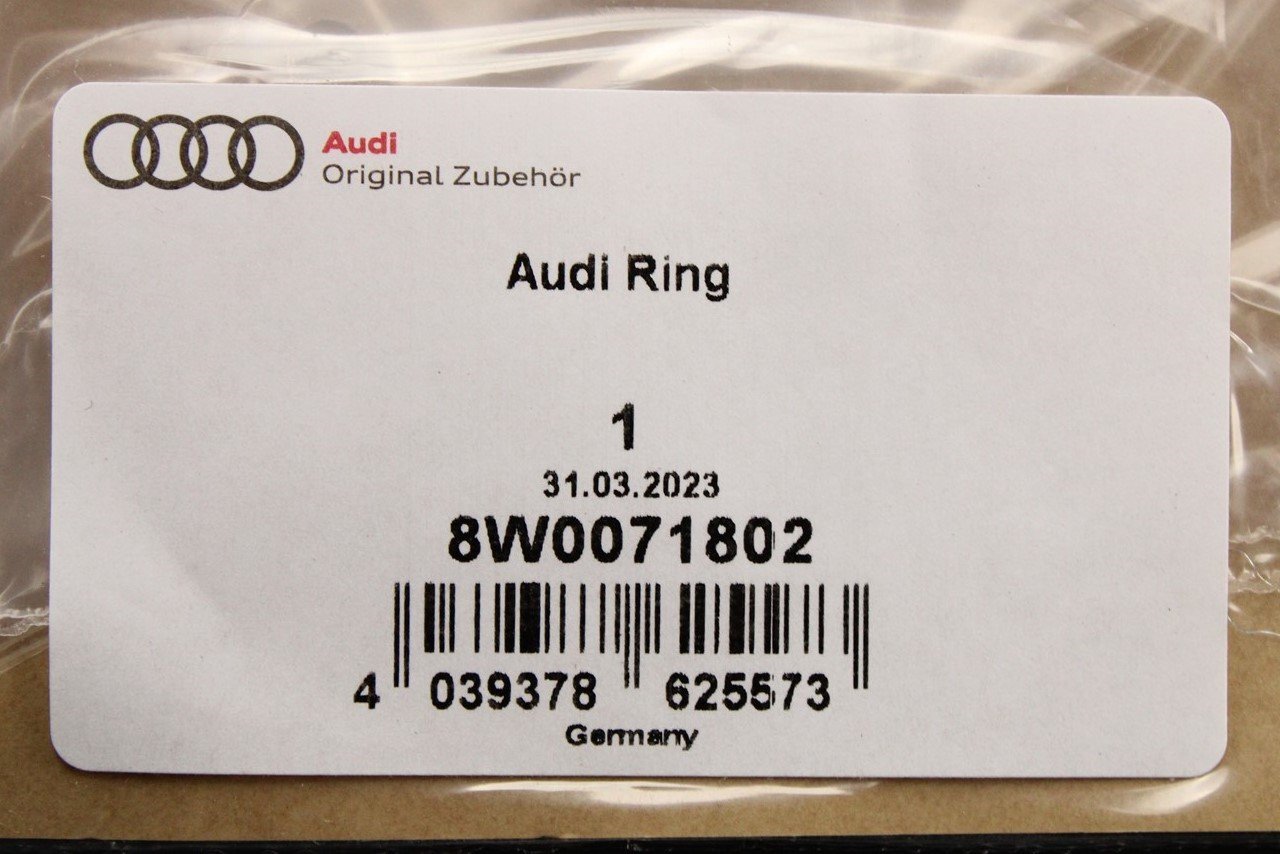 Audi
Original Zubehör
Audi Ring
1
31.03.2023
8W0071802
4 039378 625573
Germany